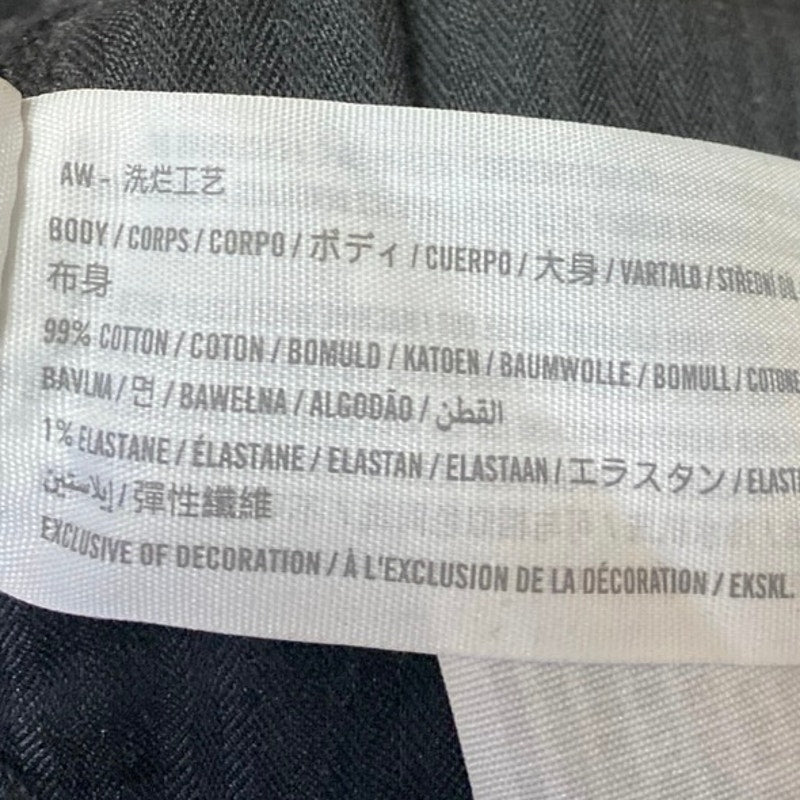 AW - 洗烂工艺
BODY / CORPS / CORPO / ボディ / CUERPO / 大身 / VARTALO / STŘEDNÍ DÍL
布身
99% COTTON / COTON / BOMULD / KATOEN / BAUMWOLLE / BOMULL / COTONE
BAVLNA / 면 / BAWEŁNA / ALGODÃO / القطن
1% ELASTANE / ÉLASTANE / ELASTAN / ELASTAAN / エラスタン / ELAST
إيلاستين / 彈性纖維
EXCLUSIVE OF DECORATION / À L'EXCLUSION DE LA DÉCORATION / EKSKL.